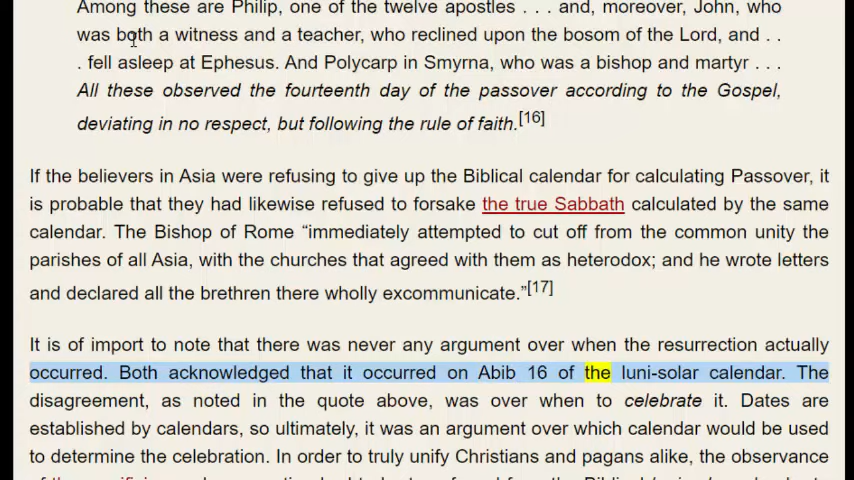 Among these are Philip, one of the twelve apostles . . . and, moreover, John, who
was both a witness and a teacher, who reclined upon the bosom of the Lord, and . .
. fell asleep at Ephesus. And Polycarp in Smyrna, who was a bishop and martyr . . .
All these observed the fourteenth day of the passover according to the Gospel,
deviating in no respect, but following the rule of faith.[16]
If the believers in Asia were refusing to give up the Biblical calendar for calculating Passover, it
is probable that they had likewise refused to forsake the true Sabbath calculated by the same
calendar. The Bishop of Rome “immediately attempted to cut off from the common unity the
parishes of all Asia, with the churches that agreed with them as heterodox; and he wrote letters
and declared all the brethren there wholly excommunicate.”[17]
It is of import to note that there was never any argument over when the resurrection actually
occurred. Both acknowledged that it occurred on Abib 16 of the luni-solar calendar. The
disagreement, as noted in the quote above, was over when to celebrate it. Dates are
established by calendars, so ultimately, it was an argument over which calendar would be used
to determine the celebration. In order to truly unify Christians and pagans alike, the observance